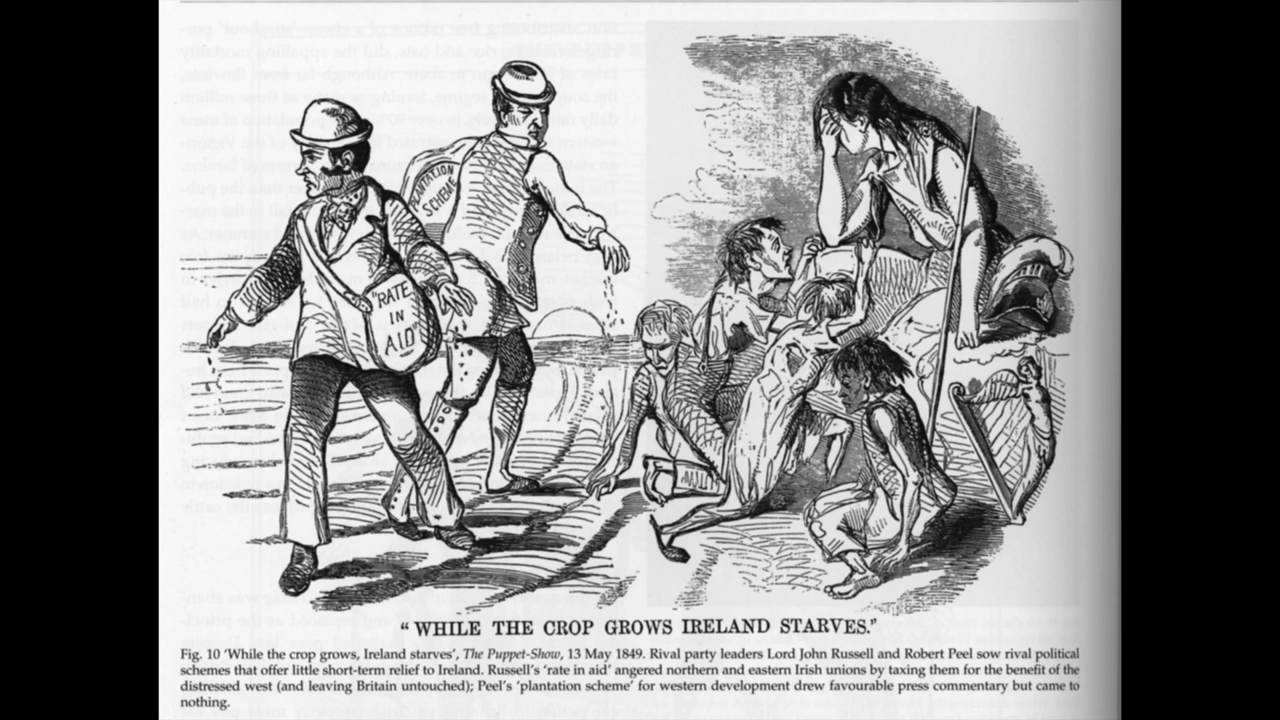 PLANTATION
SCHEME
"RATE
IN
AID"
"WHILE THE CROP GROWS IRELAND STARVES."
Fig. 10 'While the crop grows, Ireland starves', The Puppet-Show, 13 May 1849. Rival party leaders Lord John Russell and Robert Peel sow rival political
schemes that offer little short-term relief to Ireland. Russell's 'rate in aid' angered northern and eastern Irish unions by taxing them for the benefit of the
distressed west (and leaving Britain untouched); Peel's 'plantation scheme' for western development drew favourable press commentary but came to
nothing.